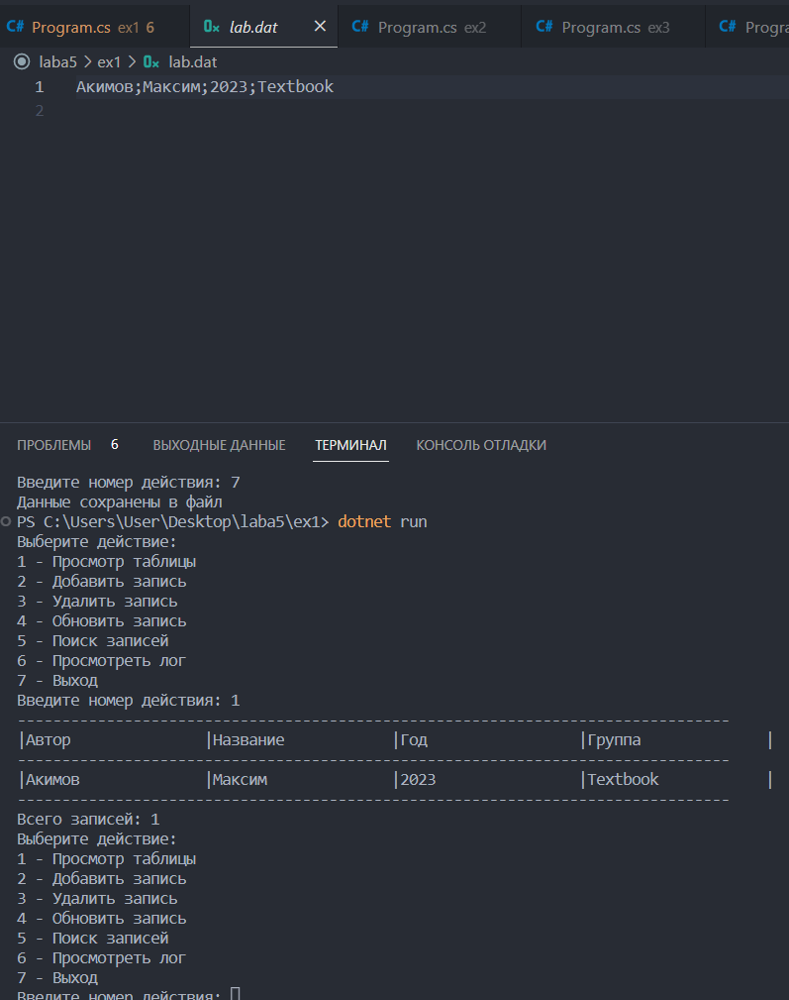 C# Program.cs ex1 6 lab.dat × C# Program.cs ex2 C# Program.cs ex3 C# Progra
laba5 > ex1 > lab.dat
1 Акимов;Максим;2023;Textbook
2
ПРОБЛЕМЫ 6 ВЫХОДНЫЕ ДАННЫЕ ТЕРМИНАЛ КОНСОЛЬ ОТЛАДКИ
Введите номер действия: 7
Данные сохранены в файл
PS C:\Users\User\Desktop\laba5\ex1> dotnet run
Выберите действие:
1 - Просмотр таблицы
2 - Добавить запись
3 - Удалить запись
4 - Обновить запись
5 - Поиск записей
6 - Просмотреть лог
7 - Выход
Введите номер действия: 1
--------------------------------------------------------------------------------
|Автор |Название |Год |Группа |
--------------------------------------------------------------------------------
|Акимов |Максим |2023 |Textbook |
--------------------------------------------------------------------------------
Всего записей: 1
Выберите действие:
1 - Просмотр таблицы
2 - Добавить запись
3 - Удалить запись
4 - Обновить запись
5 - Поиск записей
6 - Просмотреть лог
7 - Выход
Введите номер действия: